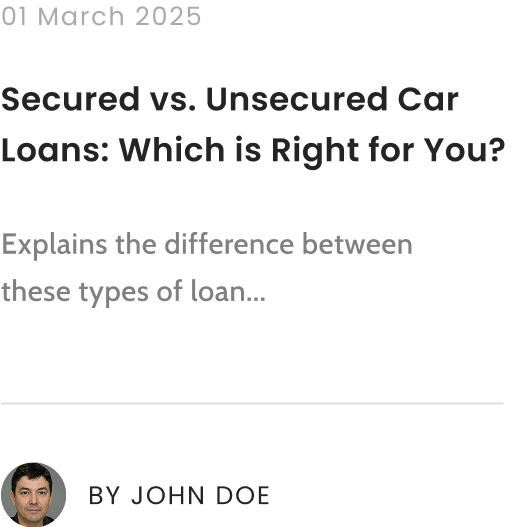 01 March 2025
Secured vs. Unsecured Car
Loans: Which is Right for You?
Explains the difference between
these types of loan...
BY JOHN DOE